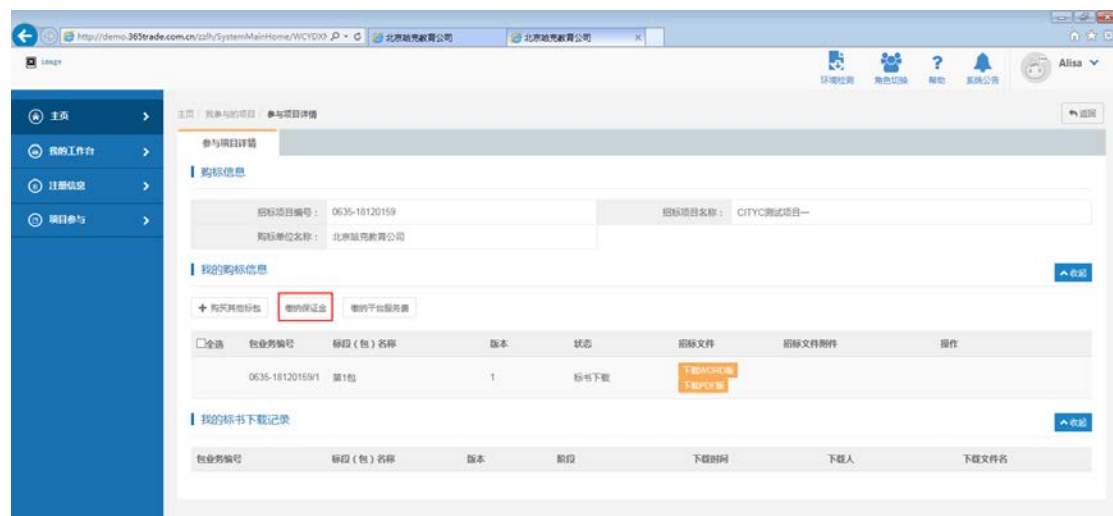 http://demo.365trade.com.cn/zzlh/SystemMainHome/WCYDX
北京哈克教育公司
北京哈克教育公司
image
环境检测
角色切换
帮助
系统公告
Alisa
主页
我的工作台
注册信息
项目参与
主页 / 我参与的项目 / 参与项目详情
返回
参与项目详情
购标信息
招标项目编号： 0635-18120159 招标项目名称： CITYC测试项目一
购标单位名称： 北京哈克教育公司
我的购标信息
收起
+ 购买其他标包 缴纳保证金 缴纳平台服务费
全选 包业务编号 标段（包）名称 版本 状态 招标文件 招标文件附件 操作
0635-18120159/1 第1包 1 标书下载 下载WORD版
下载PDF版
我的标书下载记录
收起
包业务编号 标段（包）名称 版本 阶段 下载时间 下载人 下载文件名